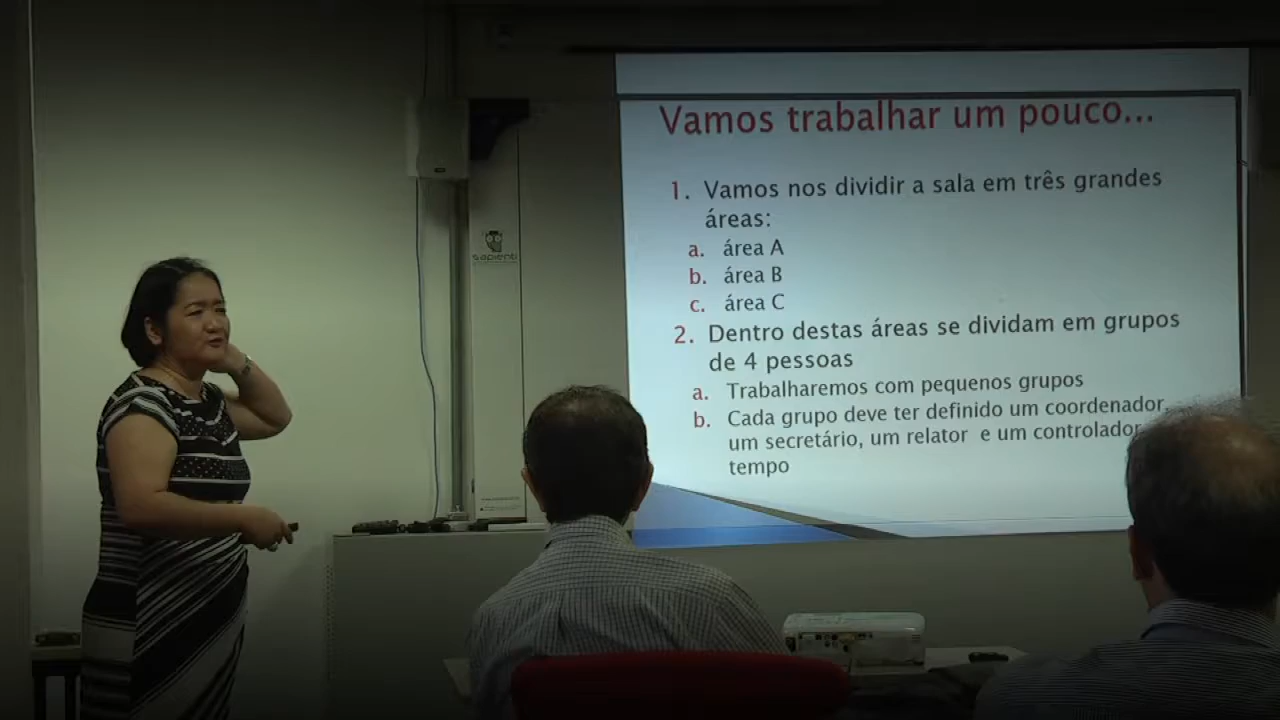 Vamos trabalhar um pouco...
1. Vamos nos dividir a sala em três grandes
áreas:
a. área A
b. área B
c. área C
2. Dentro destas áreas se dividam em grupos
de 4 pessoas
a. Trabalharemos com pequenos grupos
b. Cada grupo deve ter definido um coordenador,
um secretário, um relator e um controlador
tempo
sapienti